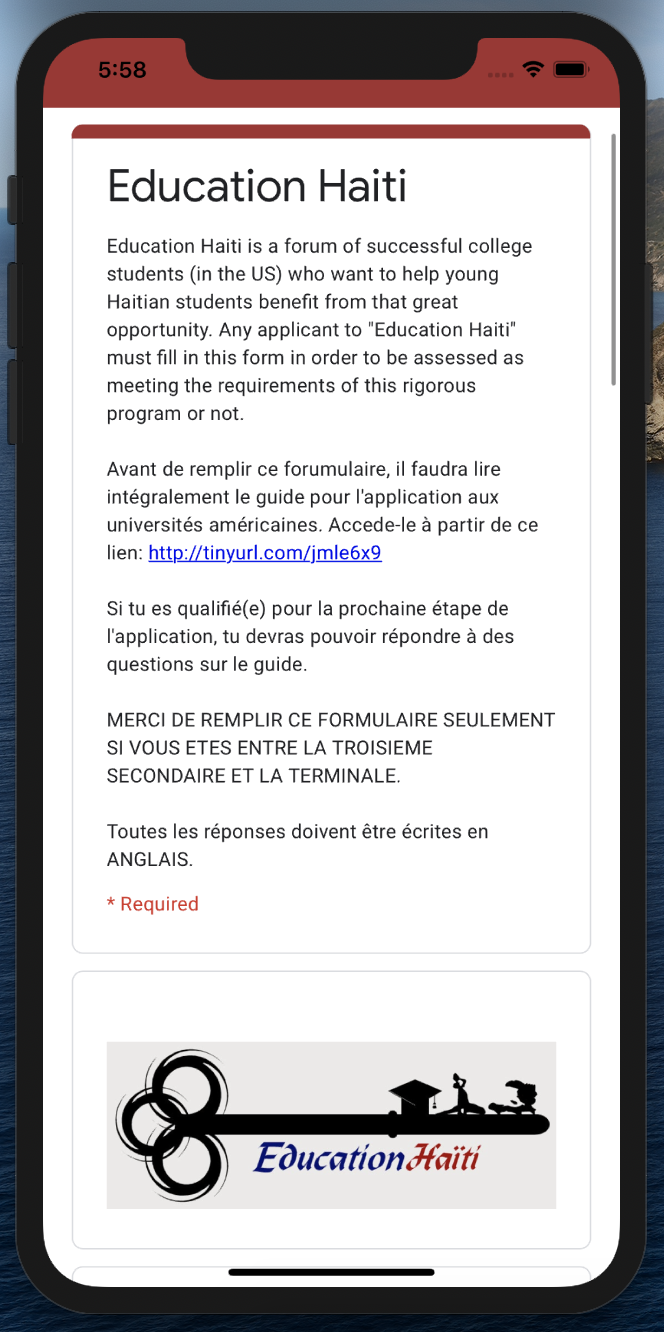 5:58
Education Haiti
Education Haiti is a forum of successful college
students (in the US) who want to help young
Haitian students benefit from that great
opportunity. Any applicant to "Education Haiti"
must fill in this form in order to be assessed as
meeting the requirements of this rigorous
program or not.
Avant de remplir ce forumulaire, il faudra lire
intégralement le guide pour l'application aux
universités américaines. Accede-le à partir de ce
lien: http://tinyurl.com/jmle6x9
Si tu es qualifié(e) pour la prochaine étape de
l'application, tu devras pouvoir répondre à des
questions sur le guide.
MERCI DE REMPLIR CE FORMULAIRE SEULEMENT
SI VOUS ETES ENTRE LA TROISIEME
SECONDAIRE ET LA TERMINALE.
Toutes les réponses doivent être écrites en
ANGLAIS.
* Required
EducationHaïti